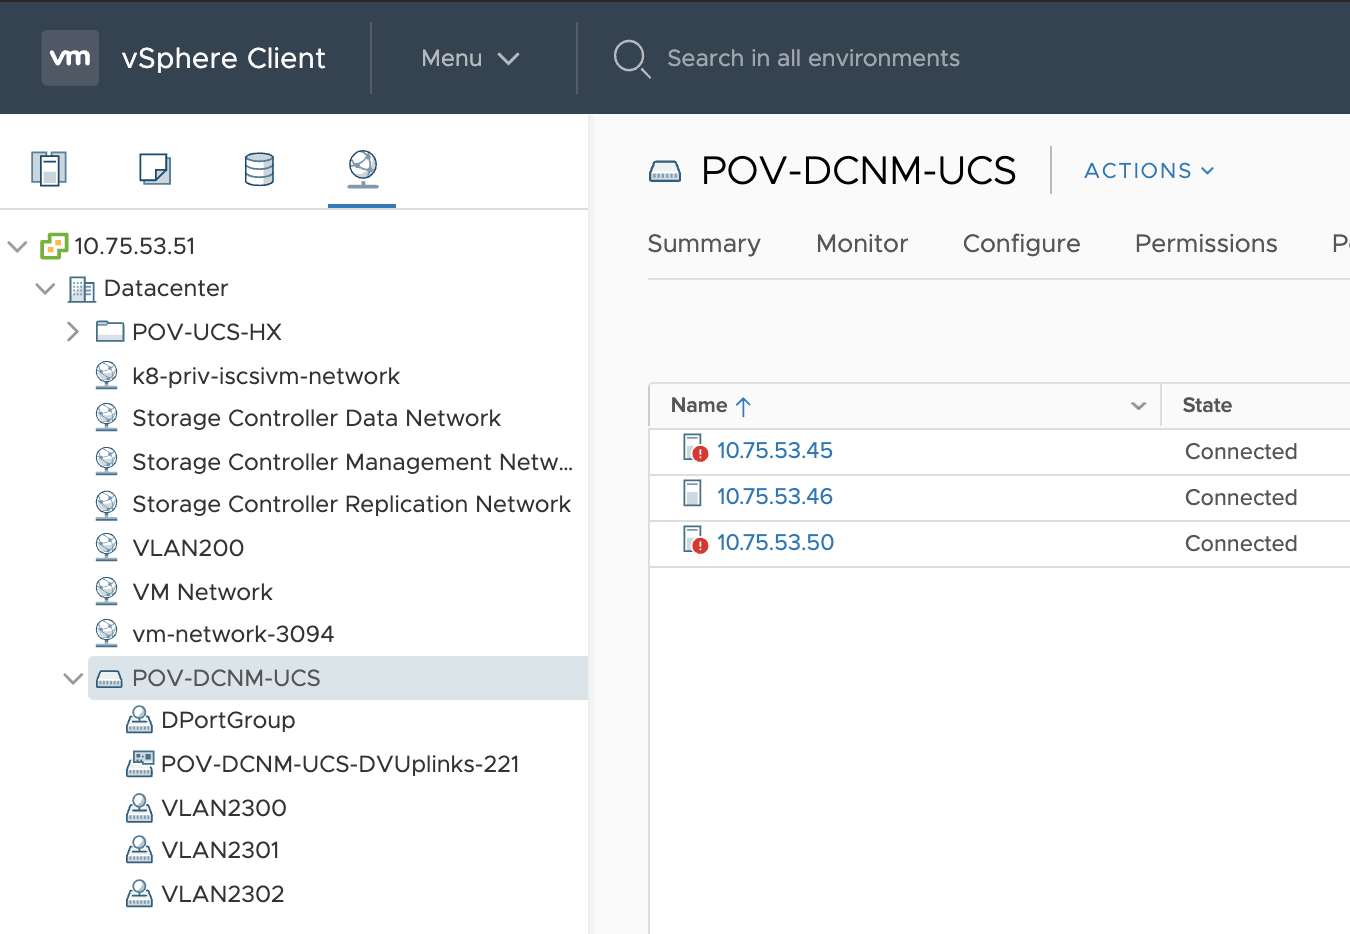 vm vSphere Client Menu Search in all environments
10.75.53.51
Datacenter
POV-UCS-HX
k8-priv-iscsivm-network
Storage Controller Data Network
Storage Controller Management Netw...
Storage Controller Replication Network
VLAN200
VM Network
vm-network-3094
POV-DCNM-UCS
DPortGroup
POV-DCNM-UCS-DVUplinks-221
VLAN2300
VLAN2301
VLAN2302
POV-DCNM-UCS ACTIONS
Summary Monitor Configure Permissions
Name State
10.75.53.45 Connected
10.75.53.46 Connected
10.75.53.50 Connected